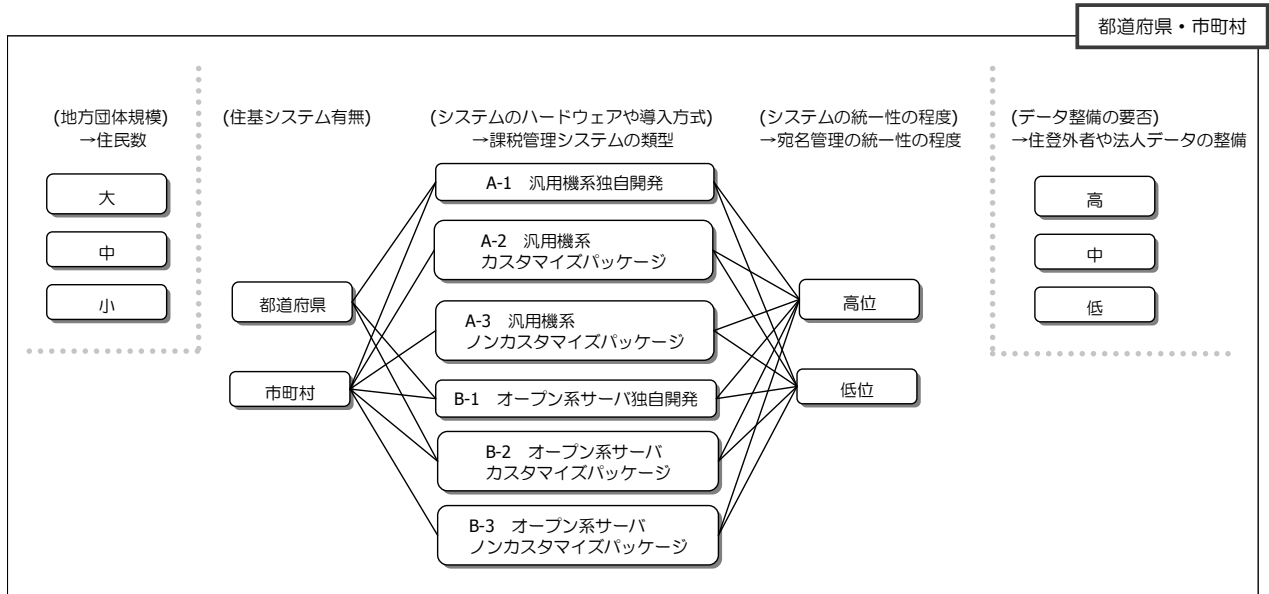 都道府県・市町村
(地方団体規模)
→住民数
(住基システム有無)
(システムのハードウェアや導入方式)
→課税管理システムの類型
(システムの統一性の程度)
→宛名管理の統一性の程度
(データ整備の要否)
→住登外者や法人データの整備
大
中
小
都道府県
市町村
A-1　汎用機系独自開発
A-2　汎用機系
カスタマイズパッケージ
A-3　汎用機系
ノンカスタマイズパッケージ
B-1　オープン系サーバ独自開発
B-2　オープン系サーバ
カスタマイズパッケージ
B-3　オープン系サーバ
ノンカスタマイズパッケージ
高位
低位
高
中
低